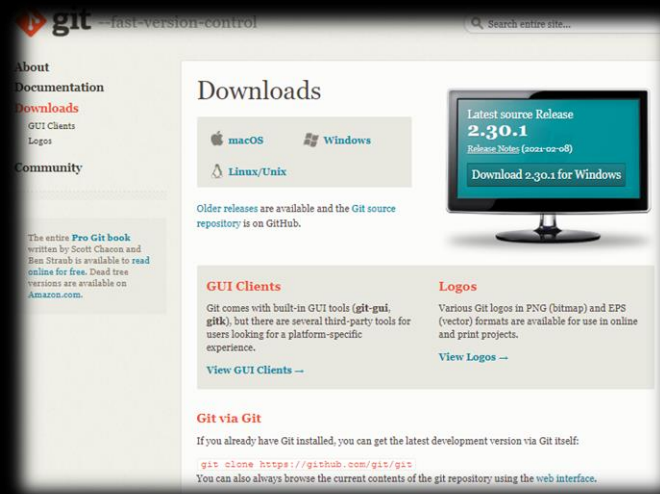 git --fast-version-control
Search entire site...
About
Documentation
Downloads
GUI Clients
Logos
Community
The entire Pro Git book
written by Scott Chacon and
Ben Straub is available to read
online for free. Dead tree
versions are available on
Amazon.com.
Downloads
macOS
Windows
Linux/Unix
Older releases are available and the Git source
repository is on GitHub.
Latest source Release
2.30.1
Release Notes (2021-02-08)
Download 2.30.1 for Windows
GUI Clients
Git comes with built-in GUI tools (git-gui,
gitk), but there are several third-party tools for
users looking for a platform-specific
experience.
View GUI Clients →
Logos
Various Git logos in PNG (bitmap) and EPS
(vector) formats are available for use in online
and print projects.
View Logos →
Git via Git
If you already have Git installed, you can get the latest development version via Git itself:
git clone https://github.com/git/git
You can also always browse the current contents of the git repository using the web interface.